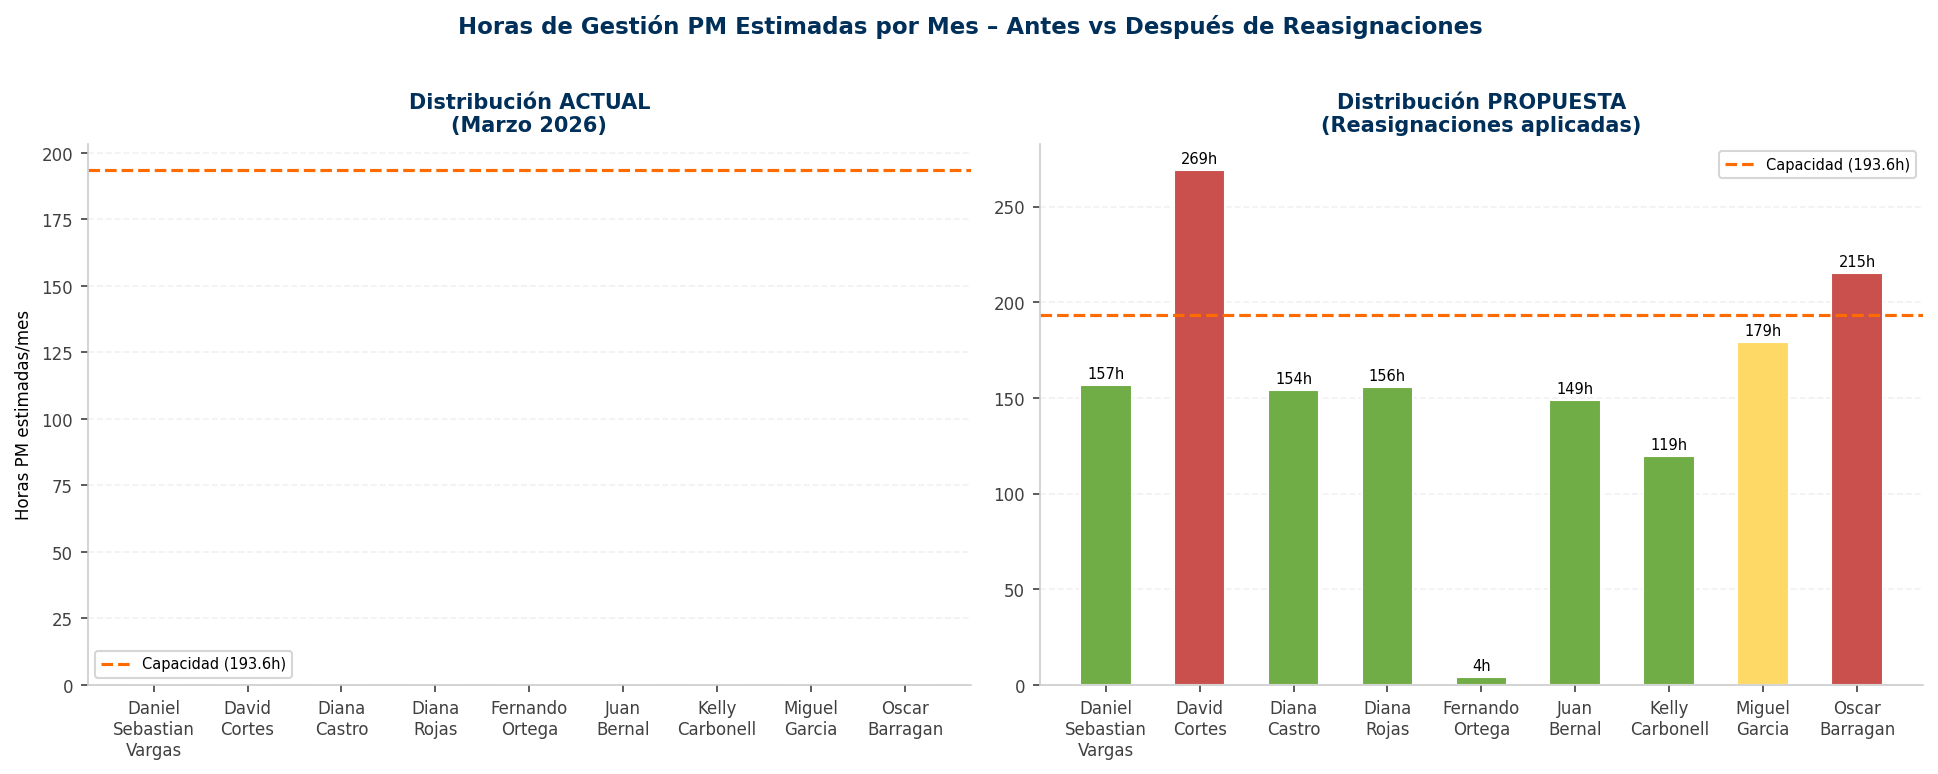 Horas de Gestión PM Estimadas por Mes – Antes vs Después de Reasignaciones
Distribución ACTUAL
(Marzo 2026)
Horas PM estimadas/mes
200
175
150
125
100
75
50
25
0
Capacidad (193.6h)
Daniel
Sebastian
Vargas
David
Cortes
Diana
Castro
Diana
Rojas
Fernando
Ortega
Juan
Bernal
Kelly
Carbonell
Miguel
Garcia
Oscar
Barragan
Distribución PROPUESTA
(Reasignaciones aplicadas)
Capacidad (193.6h)
250
200
150
100
50
0
157h
269h
154h
156h
4h
149h
119h
179h
215h
Daniel
Sebastian
Vargas
David
Cortes
Diana
Castro
Diana
Rojas
Fernando
Ortega
Juan
Bernal
Kelly
Carbonell
Miguel
Garcia
Oscar
Barragan